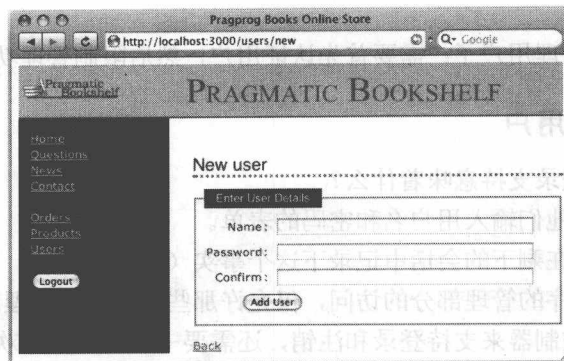 Pragprog Books Online Store
http://localhost:3000/users/new
Google
Pragmatic
Bookshelf
PRAGMATIC BOOKSHELF
Home
Questions
News
Contact
Orders
Products
Users
Logout
New user
Enter User Details
Name:
Password:
Confirm:
Add User
Back